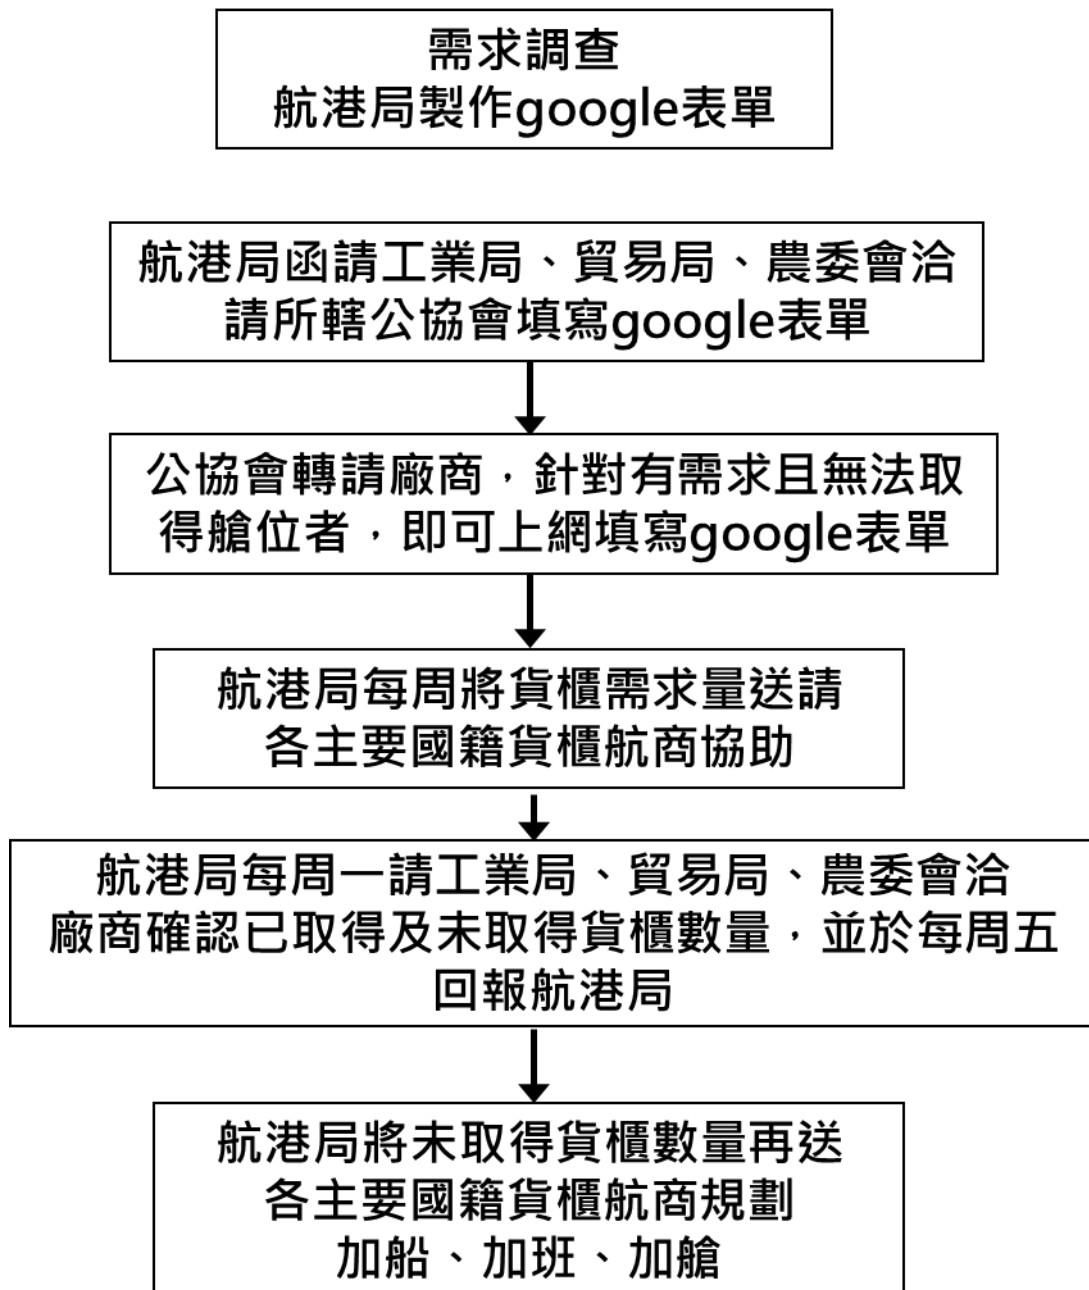 需求調查
航港局製作google表單
航港局函請工業局、貿易局、農委會洽
請所轄公協會填寫google表單
公協會轉請廠商，針對有需求且無法取
得艙位者，即可上網填寫google表單
航港局每周將貨櫃需求量送請
各主要國籍貨櫃航商協助
航港局每周一請工業局、貿易局、農委會洽
廠商確認已取得及未取得貨櫃數量，並於每周五
回報航港局
航港局將未取得貨櫃數量再送
各主要國籍貨櫃航商規劃
加船、加班、加艙